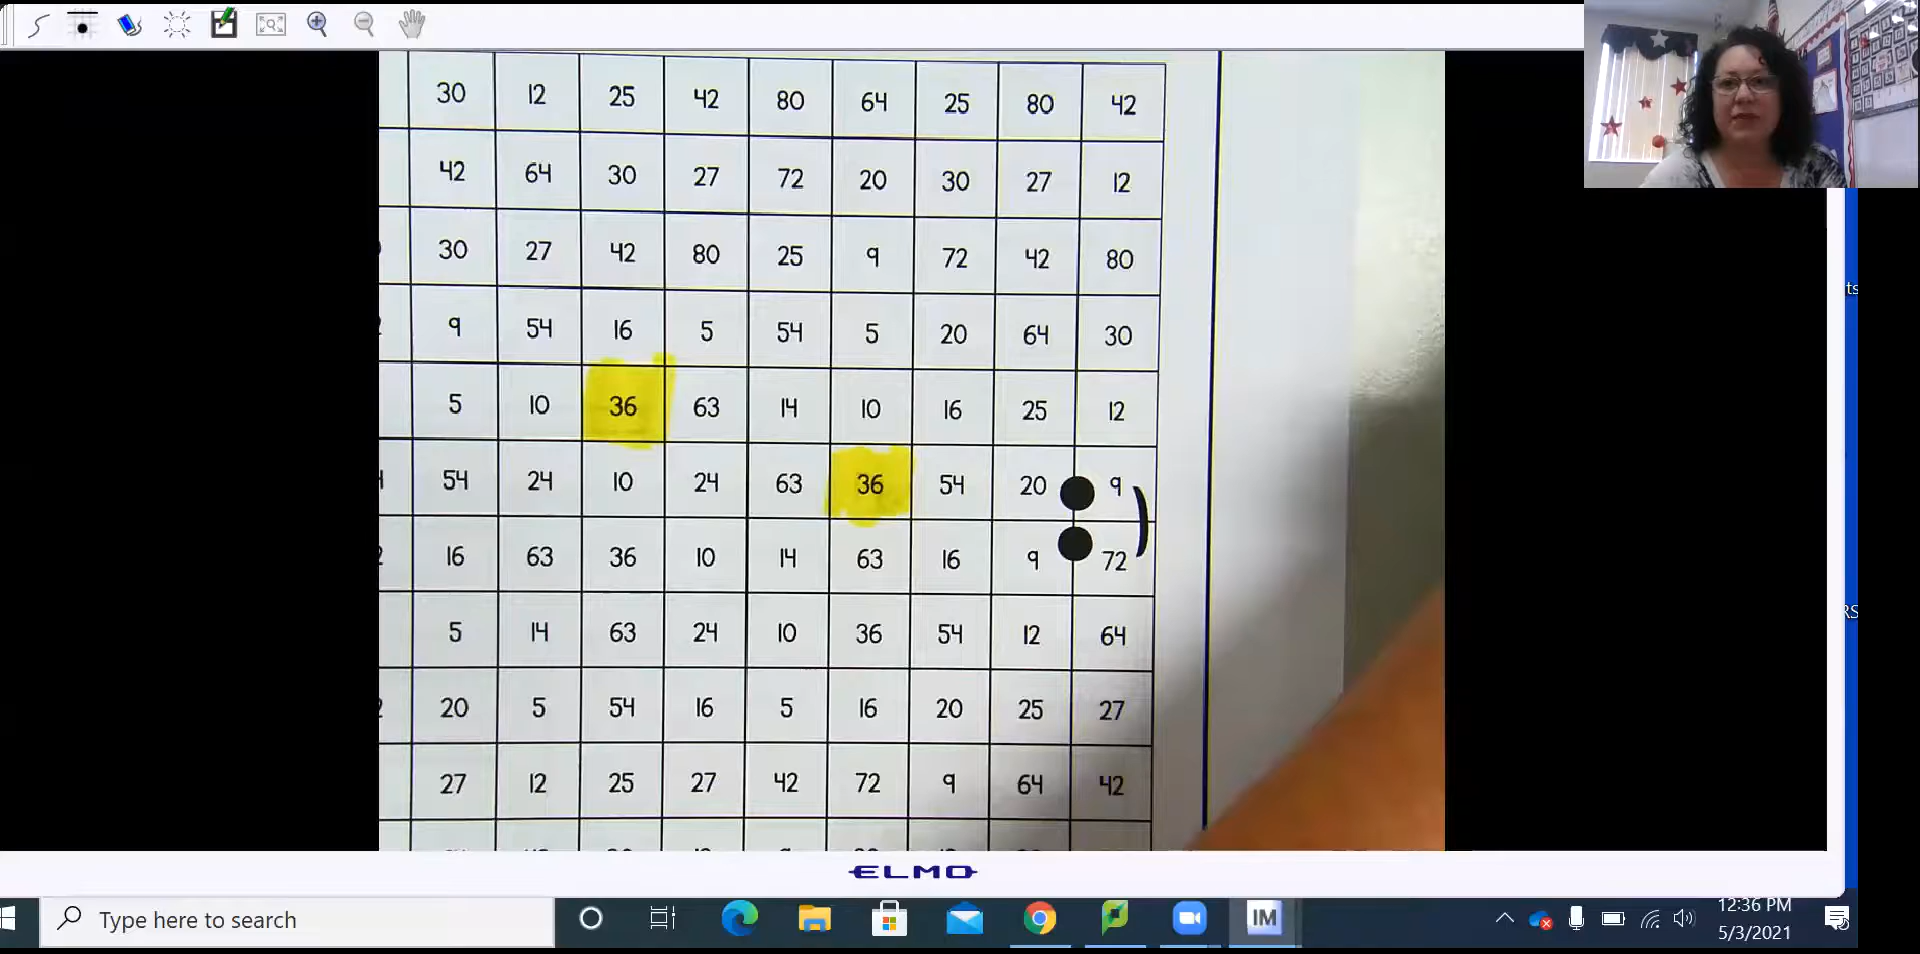 30 12 25 42 80 64 25 80 42
42 64 30 27 72 20 30 27 12
30 27 42 80 25 9 72 42 80
9 54 16 5 54 5 20 64 30
5 10 36 63 14 10 16 25 12
54 24 10 24 63 36 54 20 9
16 63 36 10 14 63 16 9 72
5 14 63 24 10 36 54 12 64
20 5 54 16 5 16 20 25 27
27 12 25 27 42 72 9 64 42
ts
RS
ELMO
Type here to search
IM
12:36 PM
5/3/2021